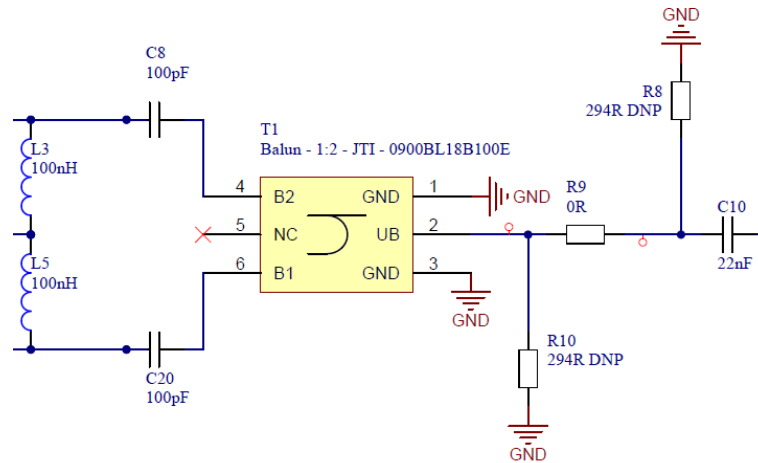 GND
C8
100pF
R8
294R DNP
T1
Balun - 1:2 - JTI - 0900BL18B100E
L3
100nH
4 B2 GND 1 GND
R9
0R
C10
5 NC UB 2
22nF
L5
100nH
6 B1 GND 3
GND
R10
294R DNP
C20
100pF
GND